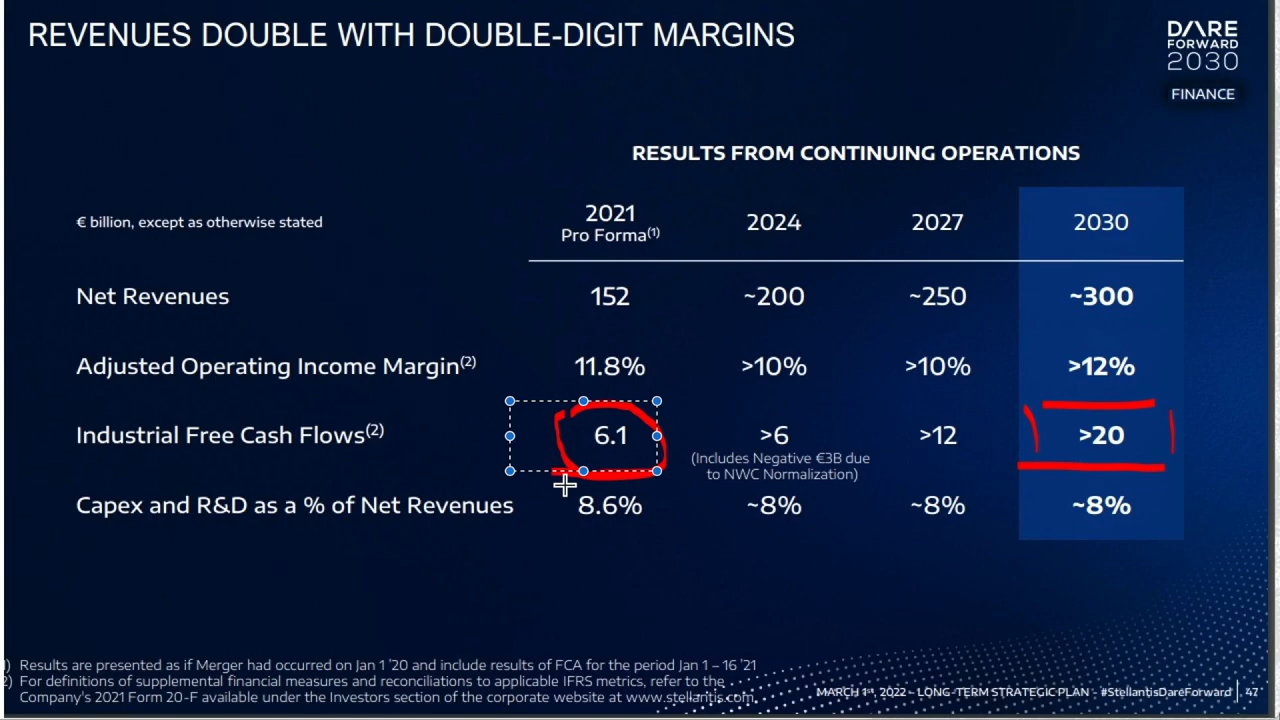 REVENUES DOUBLE WITH DOUBLE-DIGIT MARGINS
DARE
FORWARD
2030
FINANCE
RESULTS FROM CONTINUING OPERATIONS
€ billion, except as otherwise stated
2021
Pro Forma(1)
2024
2027
2030
Net Revenues 152 ~200 ~250 ~300
Adjusted Operating Income Margin(2) 11.8% >10% >10% >12%
Industrial Free Cash Flows(2) 6.1 >6 >12 >20
(Includes Negative €3B due
to NWC Normalization)
Capex and R&D as a % of Net Revenues 8.6% ~8% ~8% ~8%
1) Results are presented as if Merger had occurred on Jan 1 '20 and include results of FCA for the period Jan 1 – 16 '21
2) For definitions of supplemental financial measures and reconciliations to applicable IFRS metrics, refer to the
Company's 2021 Form 20-F available under the Investors section of the corporate website at www.stellantis.com.
MARCH 1st, 2022 - LONG-TERM STRATEGIC PLAN - #StellantisDareForward 47